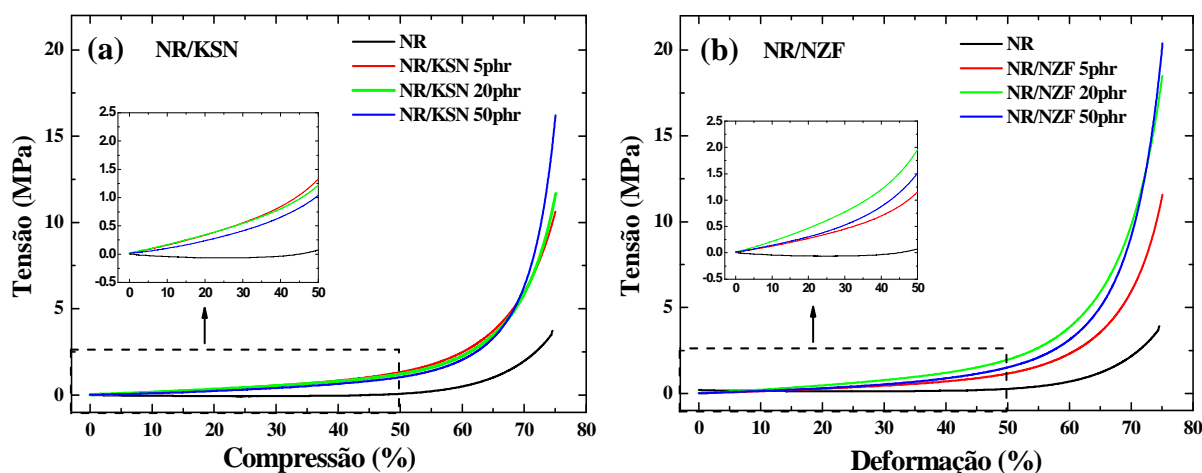 (a) NR/KSN
NR
NR/KSN 5phr
NR/KSN 20phr
NR/KSN 50phr
Tensão (MPa)
20
15
10
5
0
2.5
2.0
1.5
1.0
0.5
0.0
-0.5
0 10 20 30 40 50
0 10 20 30 40 50 60 70 80
Compressão (%)
(b) NR/NZF
NR
NR/NZF 5phr
NR/NZF 20phr
NR/NZF 50phr
Tensão (MPa)
20
15
10
5
0
2.5
2.0
1.5
1.0
0.5
0.0
-0.5
0 10 20 30 40 50
0 10 20 30 40 50 60 70 80
Deformação (%)